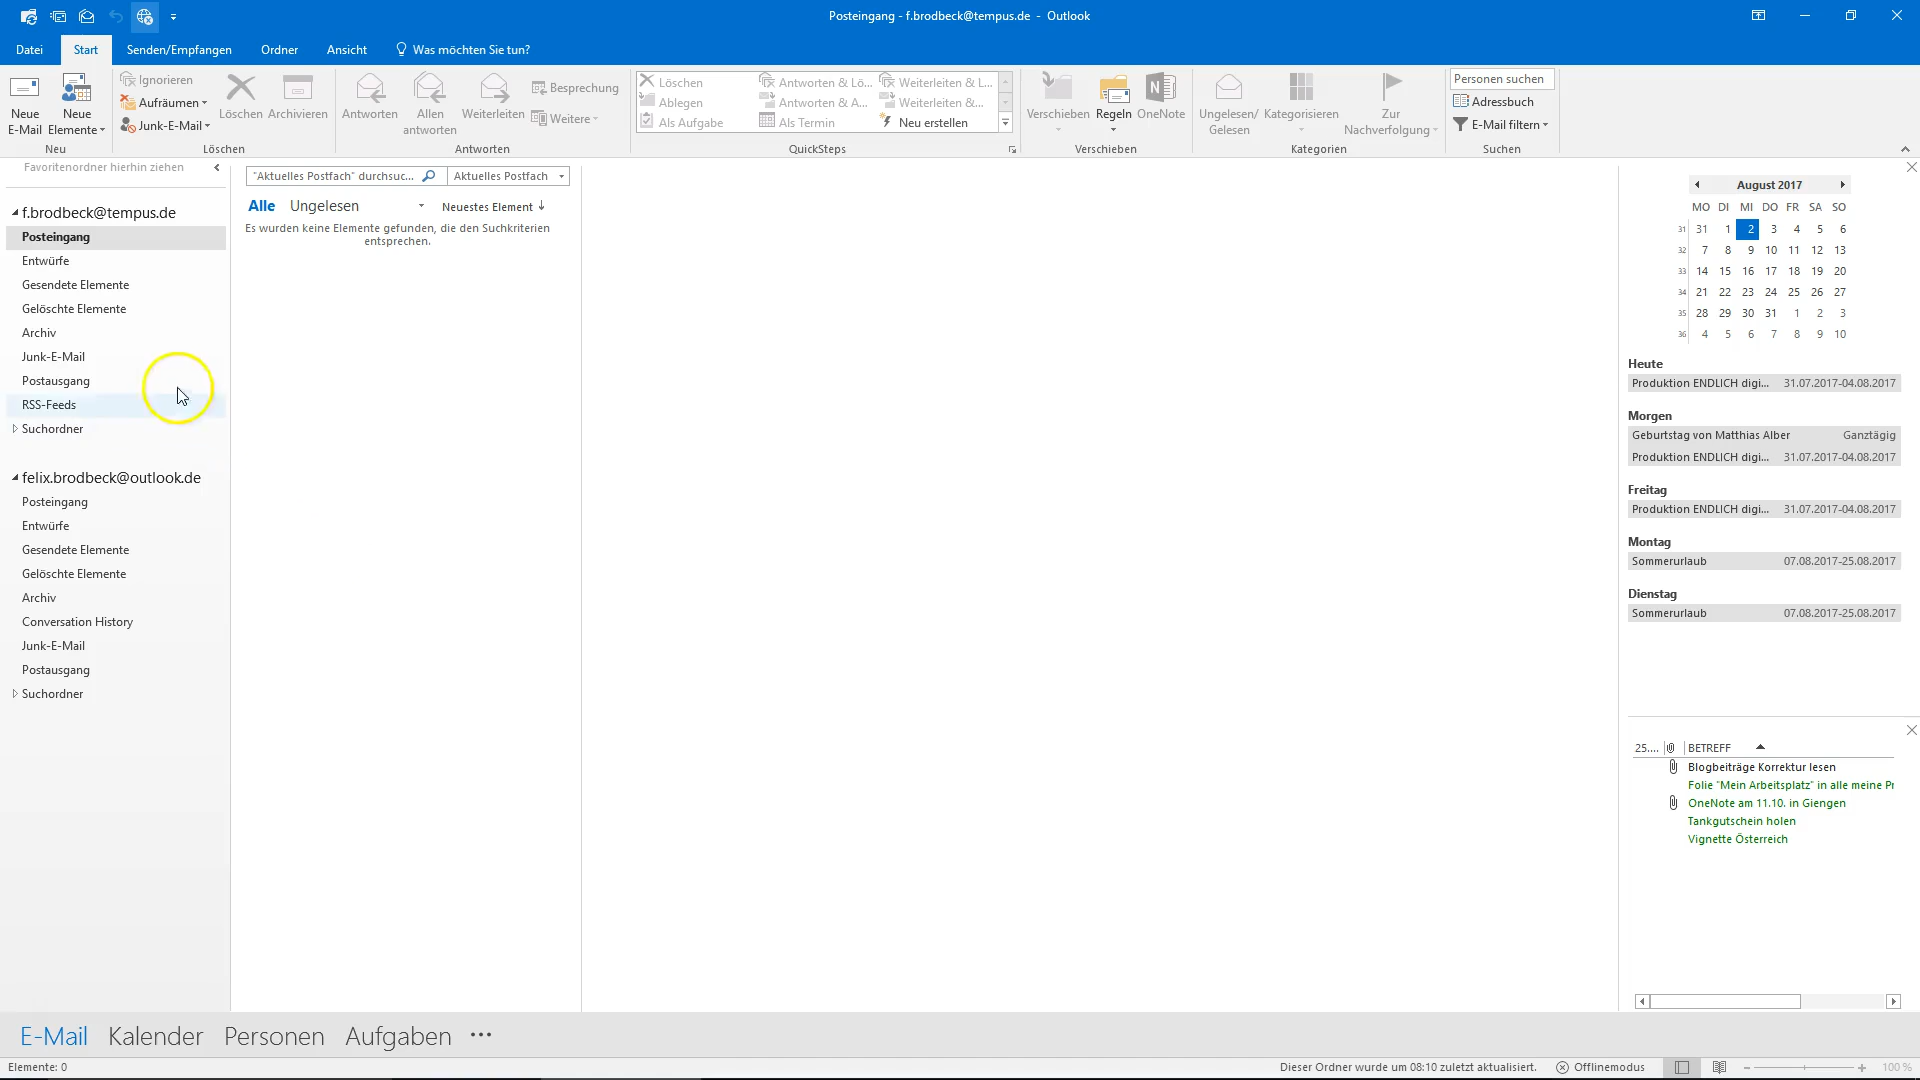 Posteingang - f.brodbeck@tempus.de - Outlook
Datei Start Senden/Empfangen Ordner Ansicht Was möchten Sie tun?
Neue E-Mail
Neue Elemente
Neu
Ignorieren
Aufräumen
Junk-E-Mail
Löschen
Archivieren
Löschen
Antworten
Allen antworten
Weiterleiten
Besprechung
Weitere
Antworten
Löschen
Ablegen
Als Aufgabe
Antworten & Lö...
Antworten & A...
Als Termin
Weiterleiten & L...
Weiterleiten &...
Neu erstellen
QuickSteps
Verschieben
Regeln
OneNote
Verschieben
Ungelesen/ Gelesen
Kategorisieren
Zur Nachverfolgung
Kategorien
Personen suchen
Adressbuch
E-Mail filtern
Suchen
Favoritenordner hierhin ziehen
f.brodbeck@tempus.de
Posteingang
Entwürfe
Gesendete Elemente
Gelöschte Elemente
Archiv
Junk-E-Mail
Postausgang
RSS-Feeds
Suchordner
felix.brodbeck@outlook.de
Posteingang
Entwürfe
Gesendete Elemente
Gelöschte Elemente
Archiv
Conversation History
Junk-E-Mail
Postausgang
Suchordner
"Aktuelles Postfach" durchsuc... Aktuelles Postfach
Alle Ungelesen Neuestes Element
Es wurden keine Elemente gefunden, die den Suchkriterien
entsprechen.
August 2017
MO DI MI DO FR SA SO
31 31 1 2 3 4 5 6
32 7 8 9 10 11 12 13
33 14 15 16 17 18 19 20
34 21 22 23 24 25 26 27
35 28 29 30 31 1 2 3
36 4 5 6 7 8 9 10
Heute
Produktion ENDLICH digi... 31.07.2017-04.08.2017
Morgen
Geburtstag von Matthias Alber Ganztägig
Produktion ENDLICH digi... 31.07.2017-04.08.2017
Freitag
Produktion ENDLICH digi... 31.07.2017-04.08.2017
Montag
Sommerurlaub 07.08.2017-25.08.2017
Dienstag
Sommerurlaub 07.08.2017-25.08.2017
25.... BETREFF
Blogbeiträge Korrektur lesen
Folie "Mein Arbeitsplatz" in alle meine Pr
OneNote am 11.10. in Giengen
Tankgutschein holen
Vignette Österreich
E-Mail Kalender Personen Aufgaben ...
Elemente: 0
Dieser Ordner wurde um 08:10 zuletzt aktualisiert. Offlinemodus 100 %